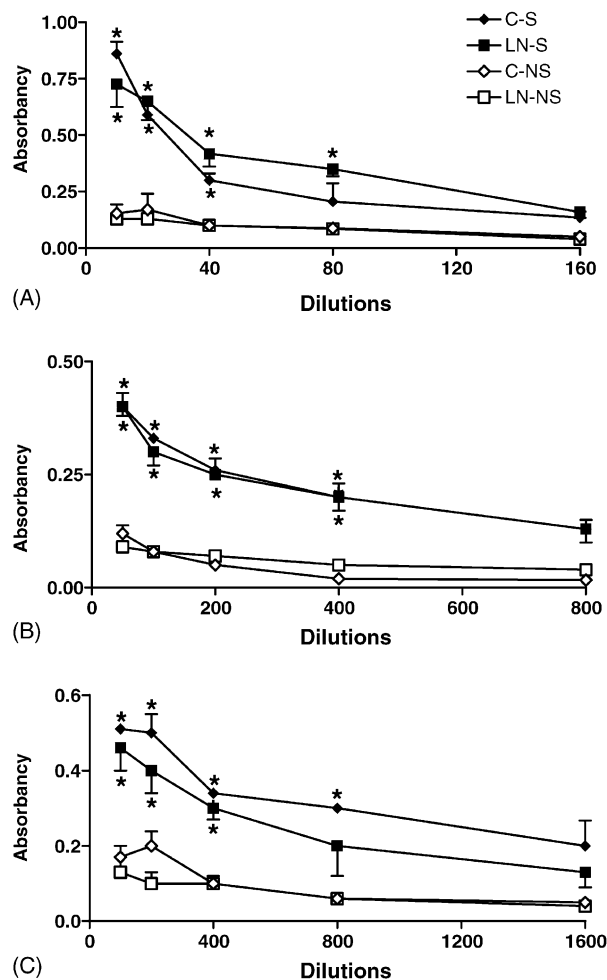 1.00
0.75
0.50
0.25
0.00
Absorbancy
* * * * * * *
C-S
LN-S
C-NS
LN-NS
0 40 80 120 160
Dilutions
(A)
0.50
0.25
0.00
Absorbancy
* * * * * * * *
0 200 400 600 800
Dilutions
(B)
0.6
0.4
0.2
0.0
Absorbancy
* * * * * * *
0 400 800 1200 1600
Dilutions
(C)